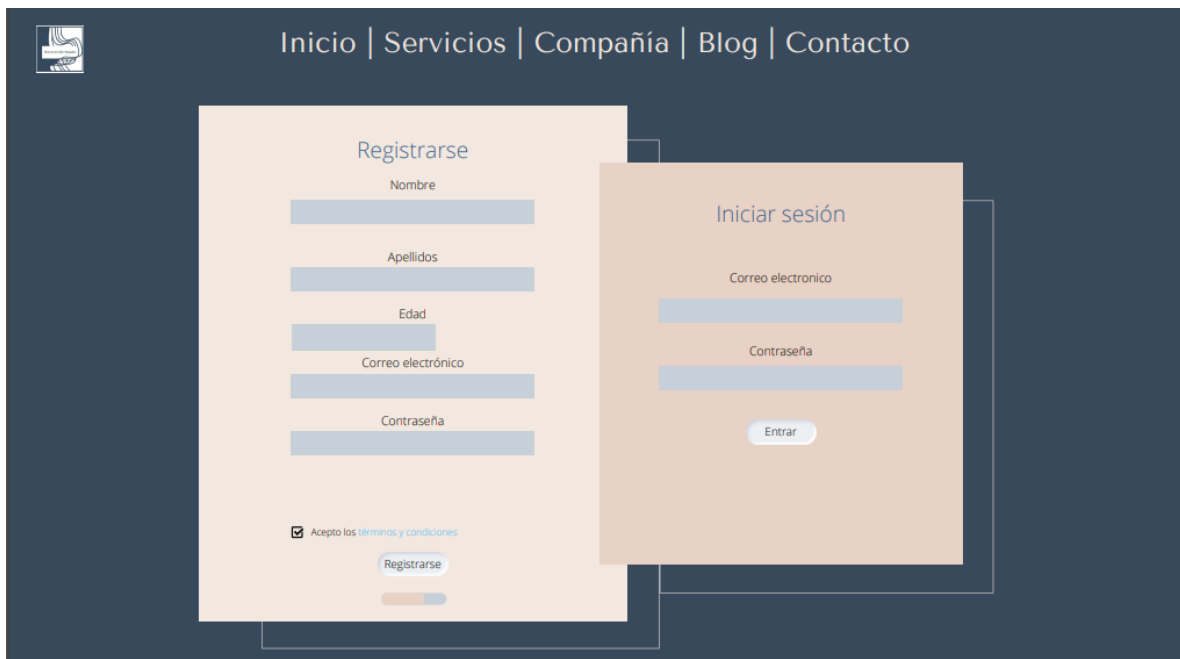 Inicio | Servicios | Compañía | Blog | Contacto
Registrarse
Nombre
Apellidos
Edad
Correo electrónico
Contraseña
Acepto los términos y condiciones
Registrarse
Iniciar sesión
Correo electronico
Contraseña
Entrar